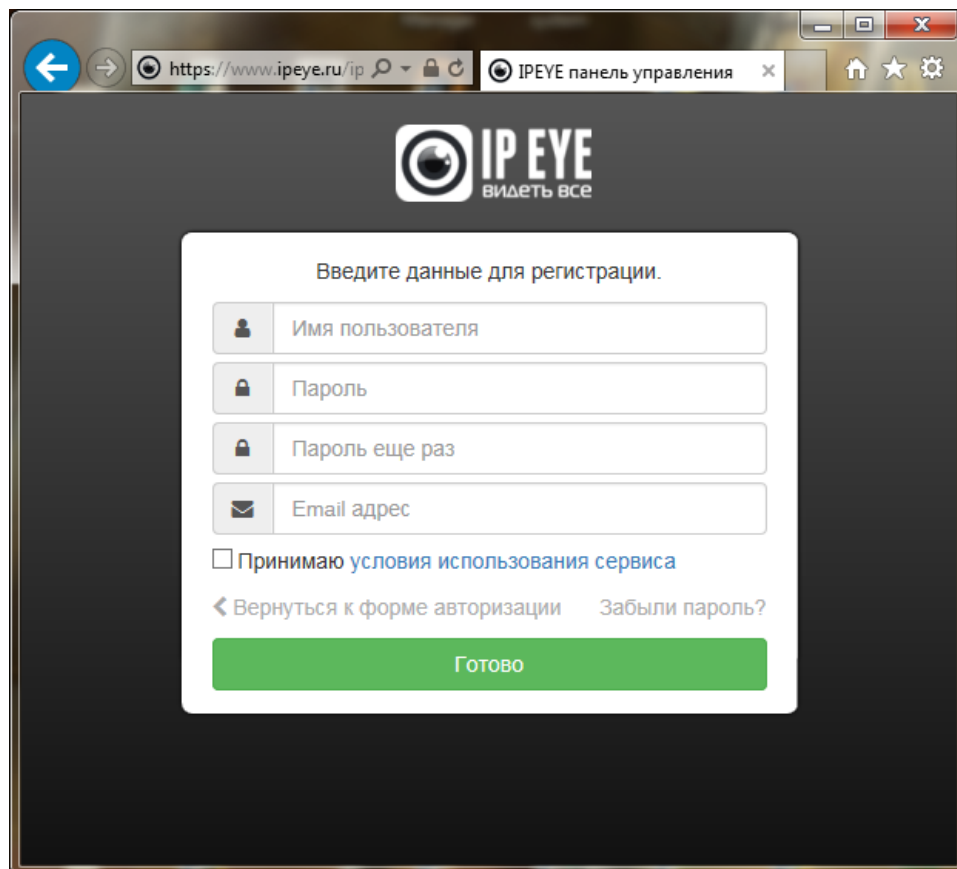 https://www.ipeye.ru/ip
IPEYE панель управления
IP EYE
видеть все
Введите данные для регистрации.
Имя пользователя
Пароль
Пароль еще раз
Email адрес
Принимаю условия использования сервиса
Вернуться к форме авторизации Забыли пароль?
Готово